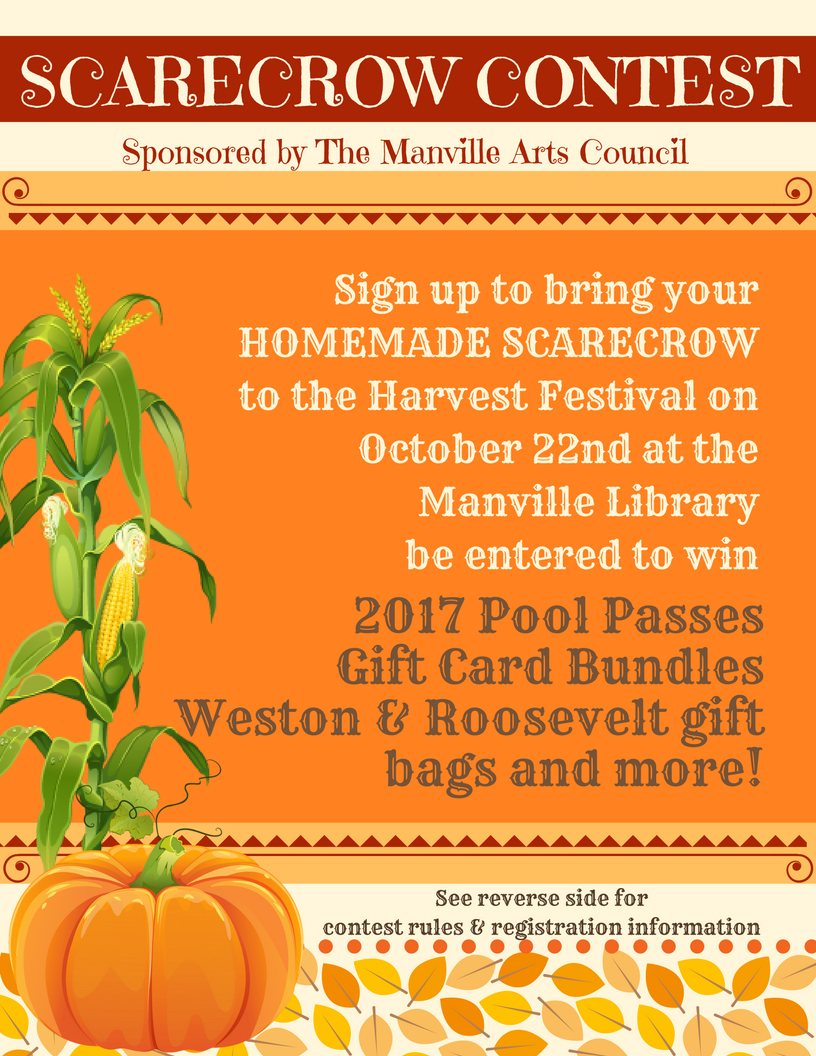 SCARECROW CONTEST
Sponsored by The Manville Arts Council
Sign up to bring your
HOMEMADE SCARECROW
to the Harvest Festival on
October 22nd at the
Manville Library
be entered to win
2017 Pool Passes
Gift Card Bundles
Weston & Roosevelt gift
bags and more!
See reverse side for
contest rules & registration information